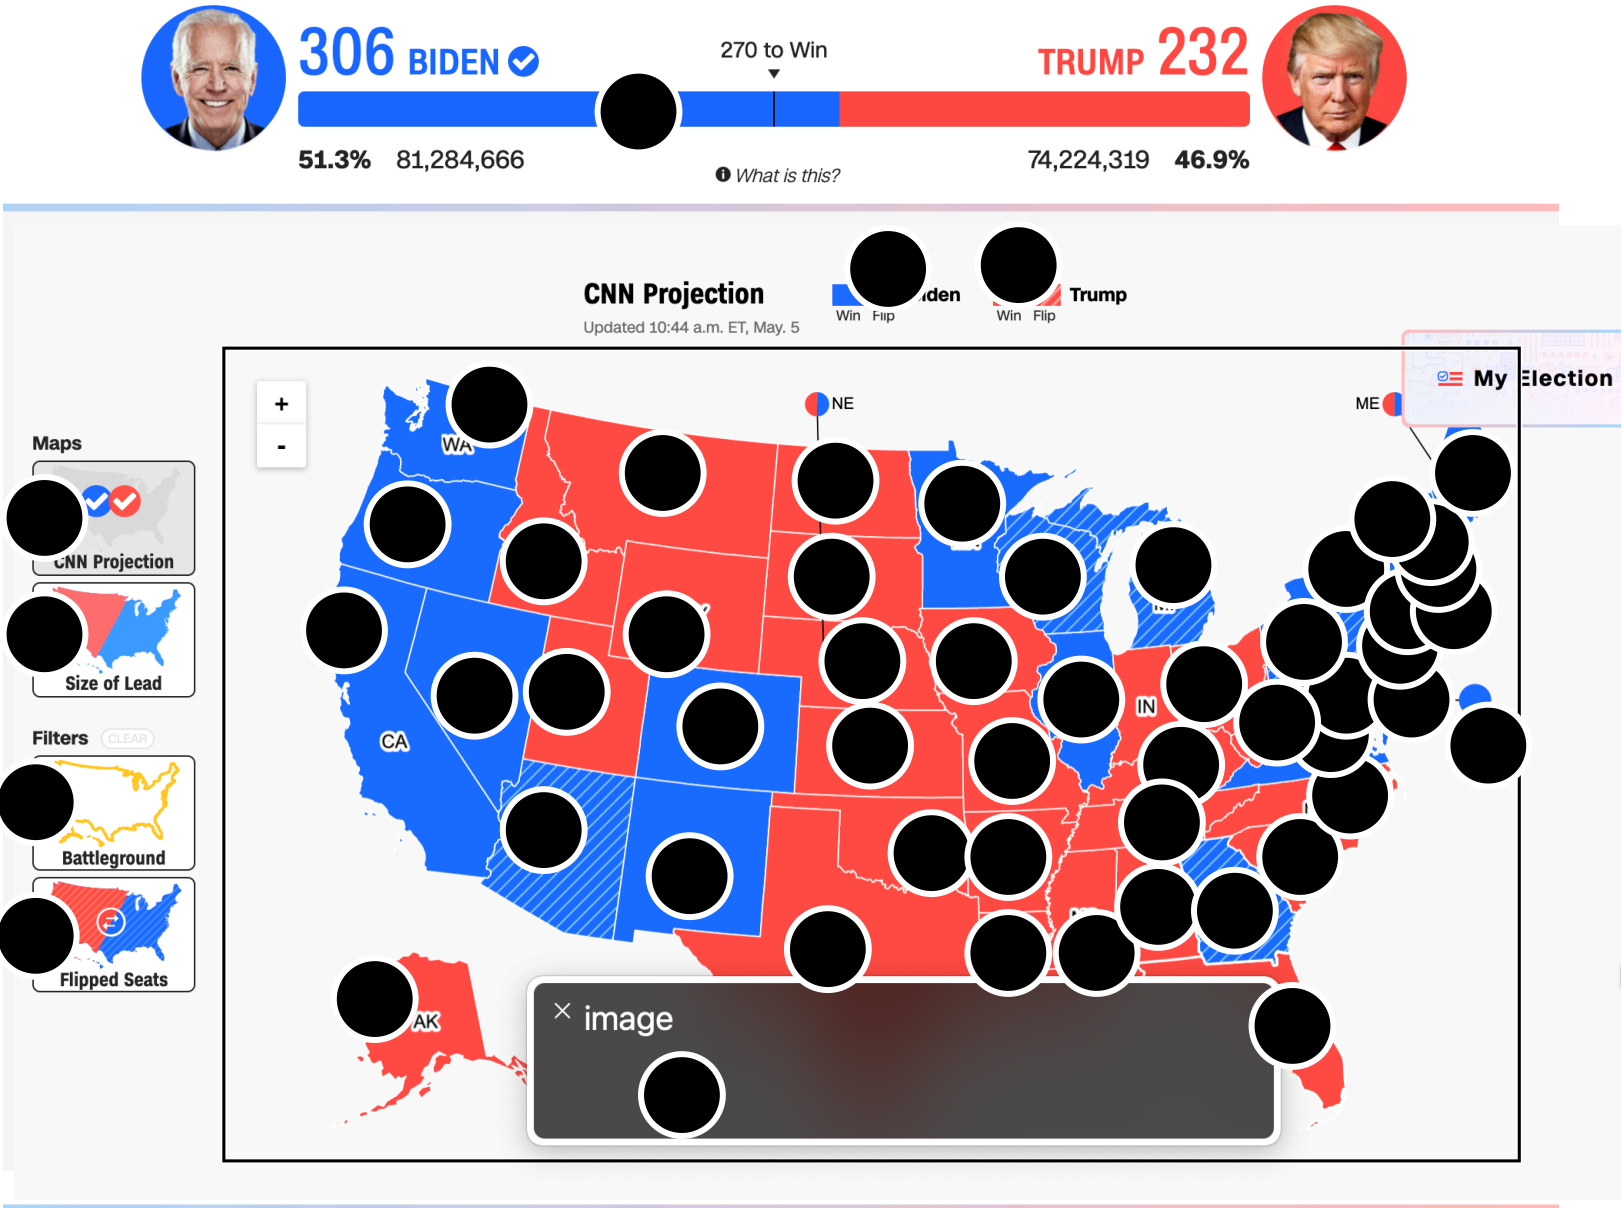 306 BIDEN
270 to Win
TRUMP 232
51.3% 81,284,666
What is this?
74,224,319 46.9%
CNN Projection
Updated 10:44 a.m. ET, May. 5
Win Flip
Trump
Win Flip
My Election
+
-
NE
ME
WA
CA
IN
AK
Maps
CNN Projection
Size of Lead
Filters CLEAR
Battleground
Flipped Seats
× image